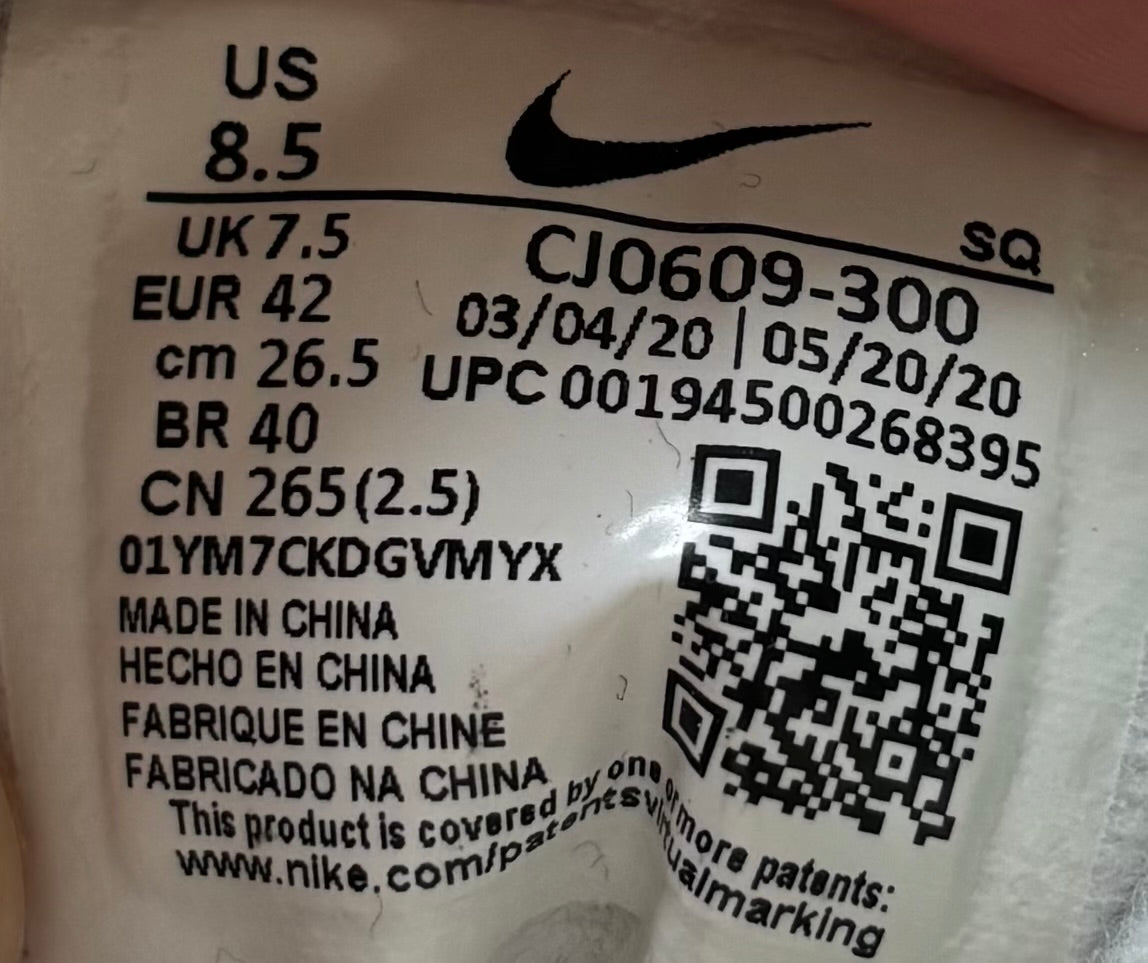 US
8.5
SQ
UK 7.5
CJ0609-300
EUR 42
03/04/20 | 05/20/20
cm 26.5
UPC 00194500268395
BR 40
CN 265(2.5)
01YM7CKDGVMYX
MADE IN CHINA
HECHO EN CHINA
FABRIQUE EN CHINE
FABRICADO NA CHINA
This product is covered by one or more patents:
www.nike.com/patentsvirtualmarking